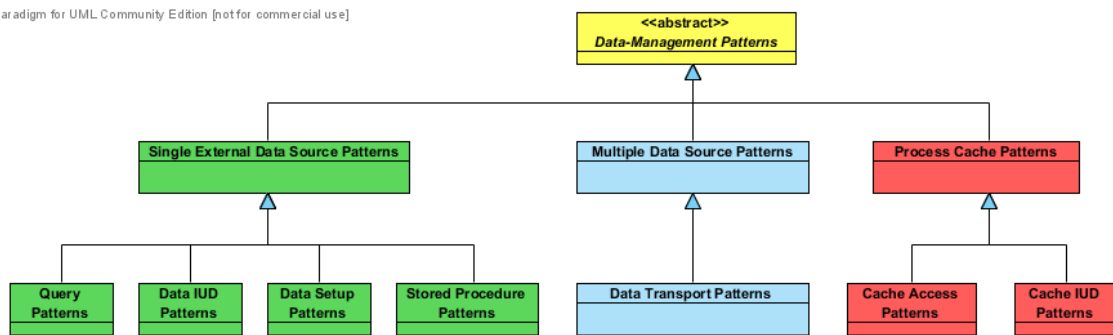 aradigm for UML Community Edition [not for commercial use]
<<abstract>>
Data-Management Patterns
Single External Data Source Patterns
Multiple Data Source Patterns
Process Cache Patterns
Query
Patterns
Data IUD
Patterns
Data Setup
Patterns
Stored Procedure
Patterns
Data Transport Patterns
Cache Access
Patterns
Cache IUD
Patterns